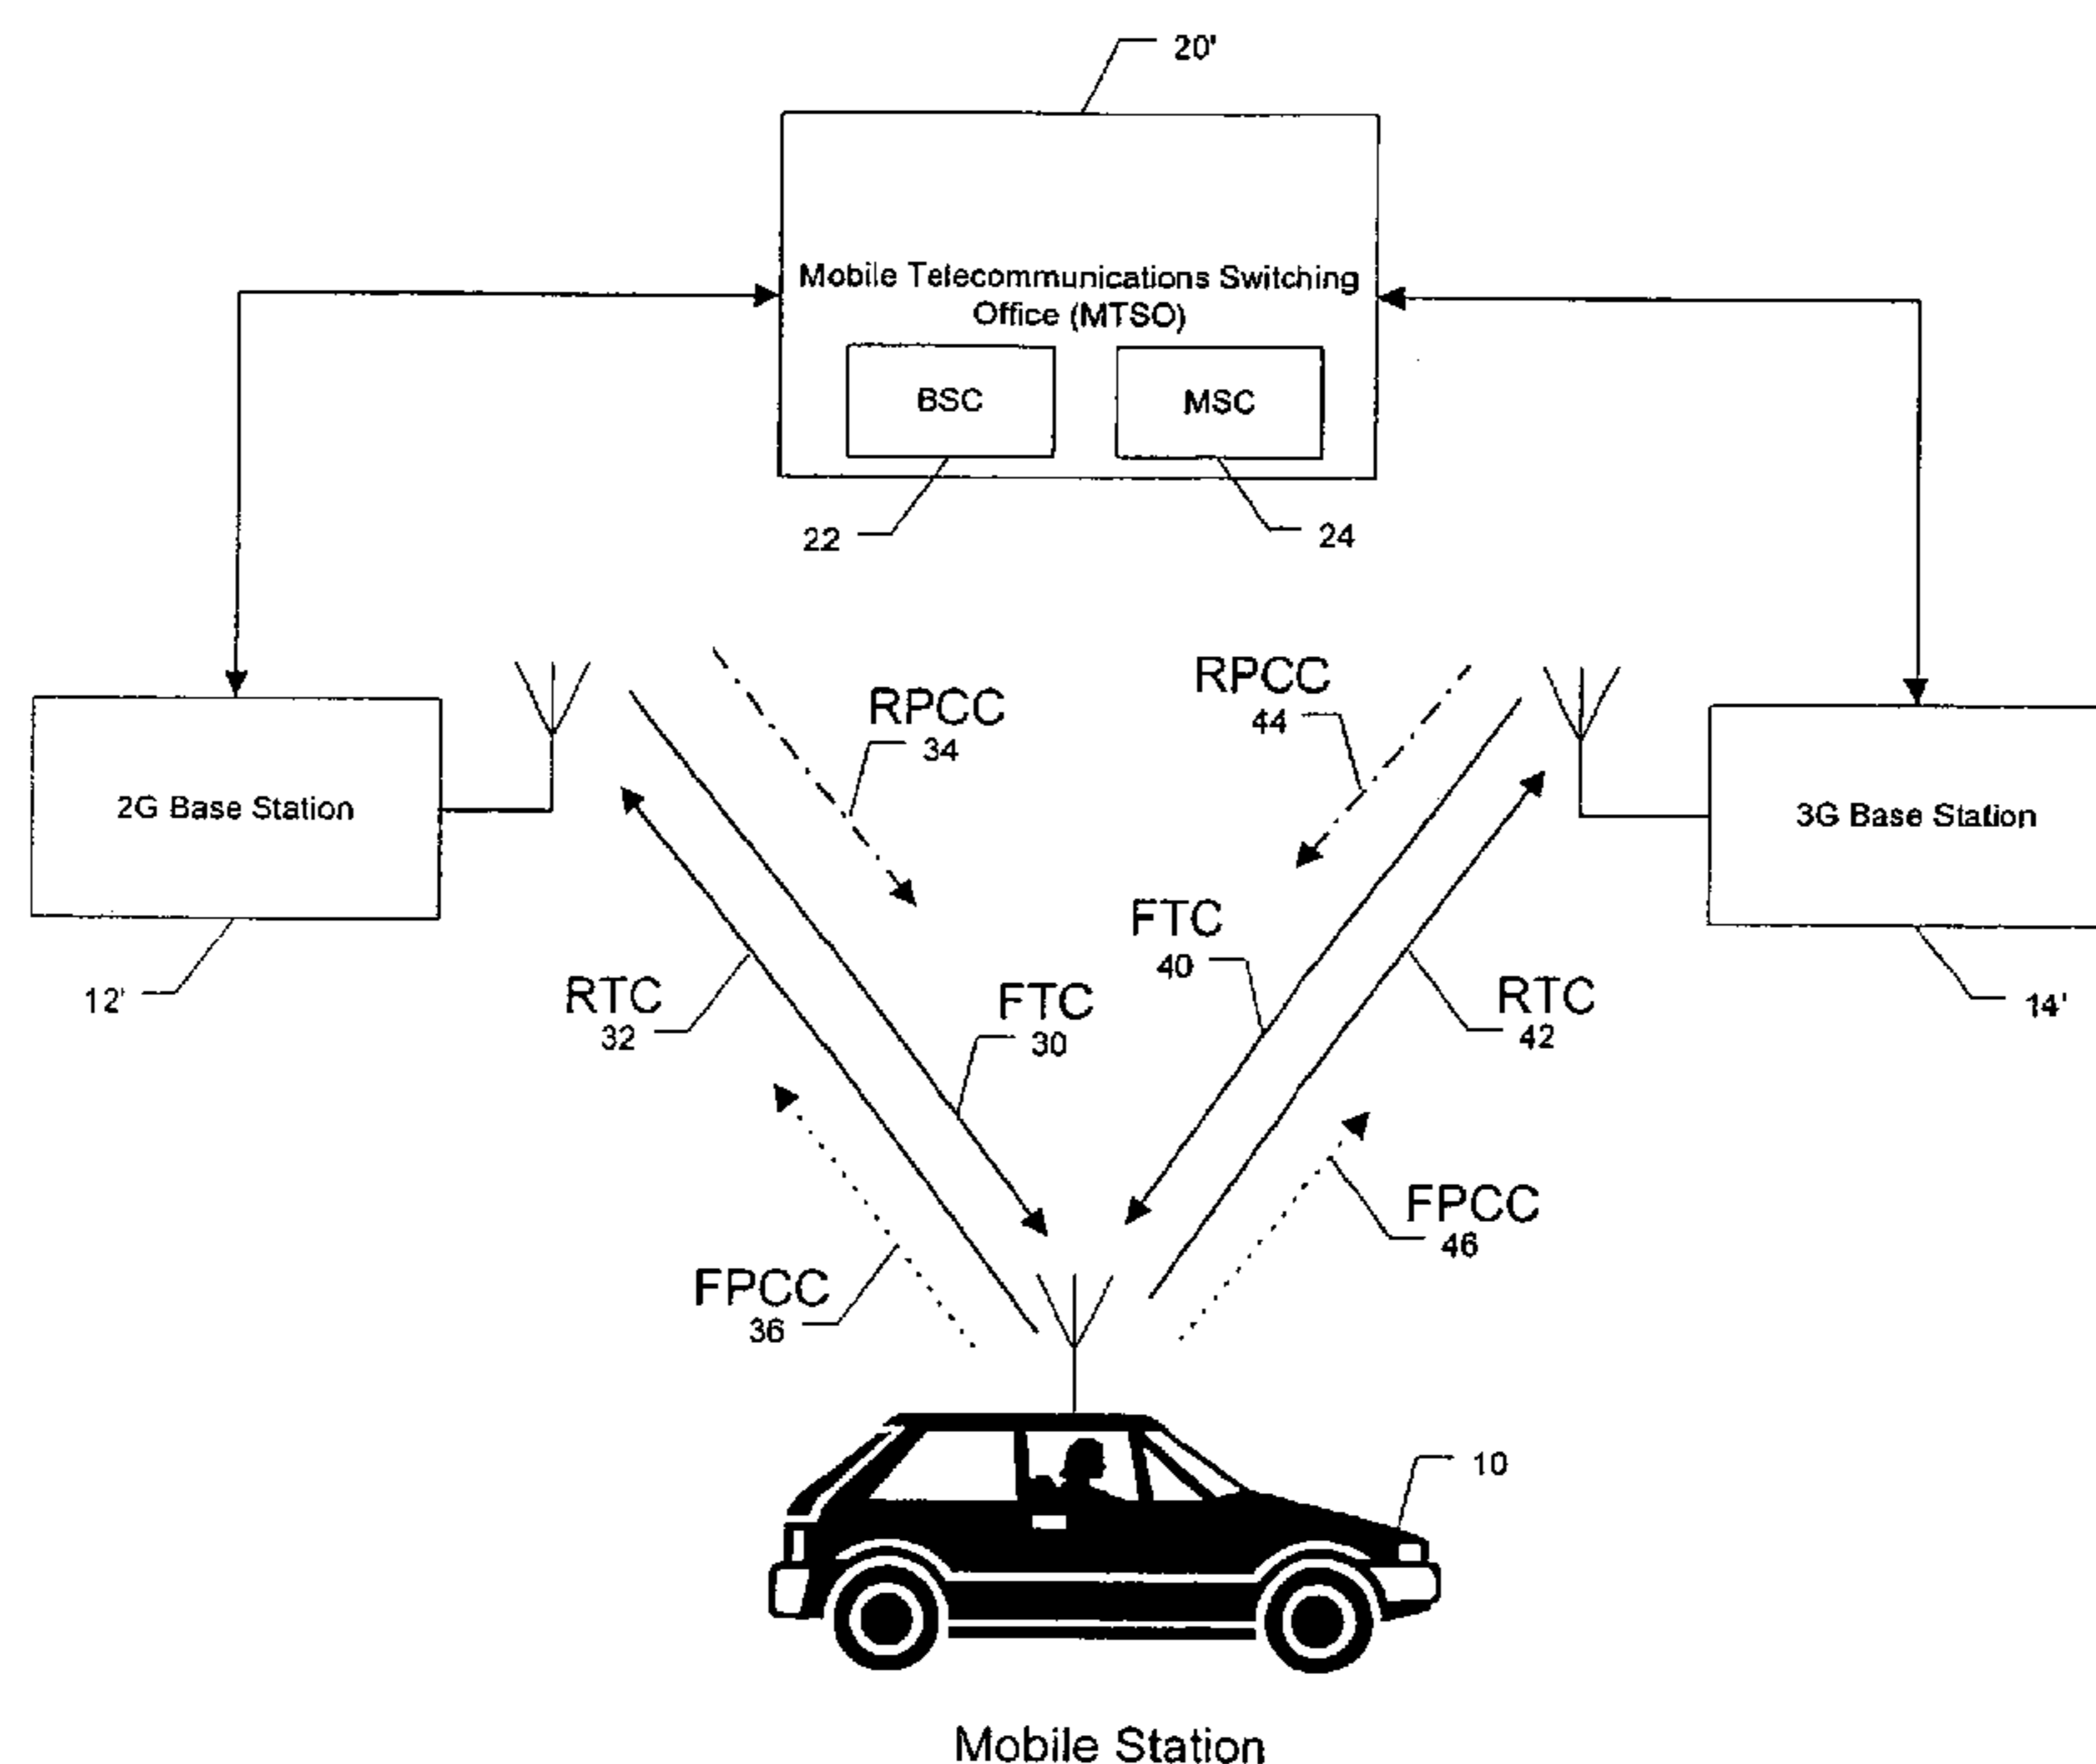 20'
Mobile Telecommunications Switching
Office (MTSO)
BSC
MSC
22
24
RPCC
34
RPCC
44
2G Base Station
3G Base Station
12'
14'
FTC
40
RTC
32
FTC
30
RTC
42
FPCC
46
FPCC
36
10
Mobile Station